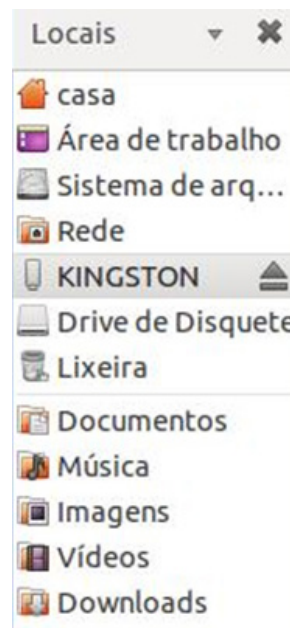 Locais
casa
Área de trabalho
Sistema de arq...
Rede
KINGSTON
Drive de Disquete
Lixeira
Documentos
Música
Imagens
Vídeos
Downloads